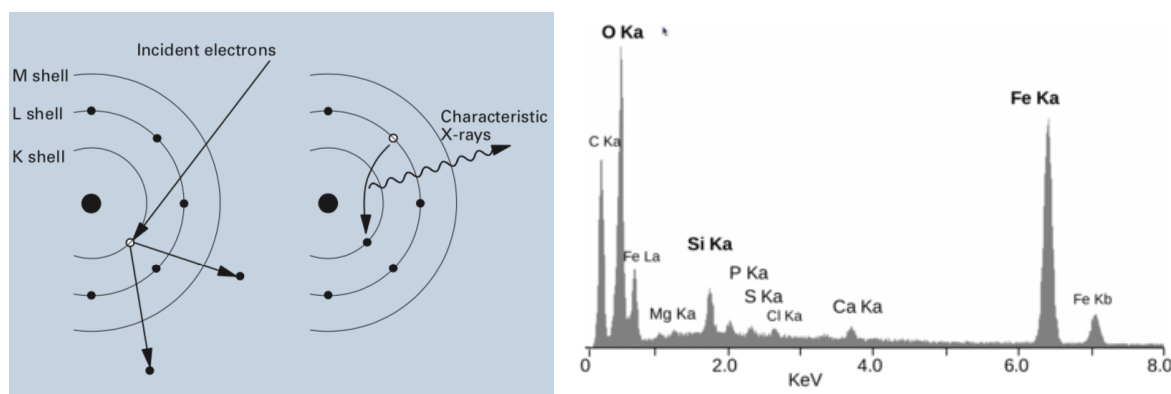 Incident electrons
M shell
L shell
K shell
Characteristic
X-rays
O Ka
C Ka
Fe La
Mg Ka
Si Ka
P Ka
S Ka
Cl Ka
Ca Ka
Fe Ka
Fe Kb
0
2.0
4.0
6.0
8.0
KeV